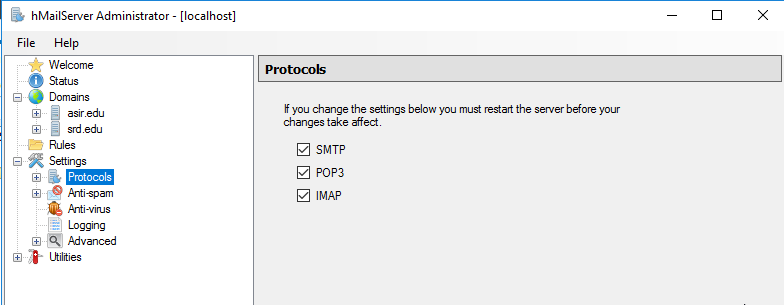 hMailServer Administrator - [localhost]
File Help
Welcome
Status
Domains
asir.edu
srd.edu
Rules
Settings
Protocols
Anti-spam
Anti-virus
Logging
Advanced
Utilities
Protocols
If you change the settings below you must restart the server before your
changes take affect.
SMTP
POP3
IMAP